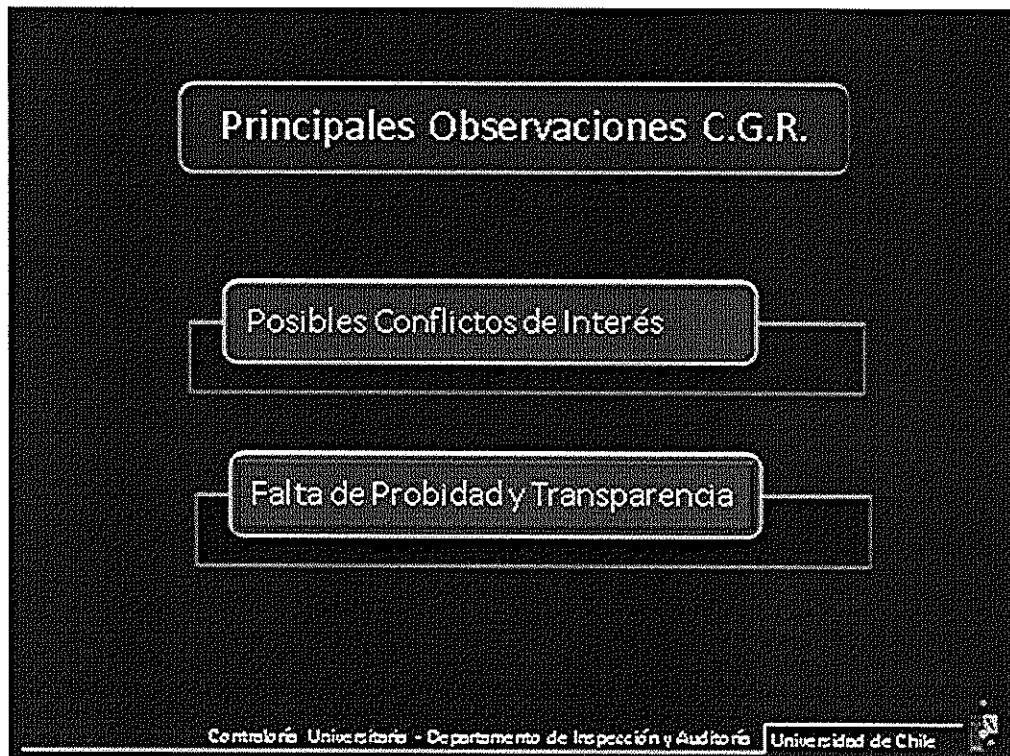 Principales Observaciones C.G.R.
Posibles Conflictos de Interés
Falta de Probidad y Transparencia
Contraloría Universitaria - Departamento de Inspección y Auditoría
Universidad de Chile